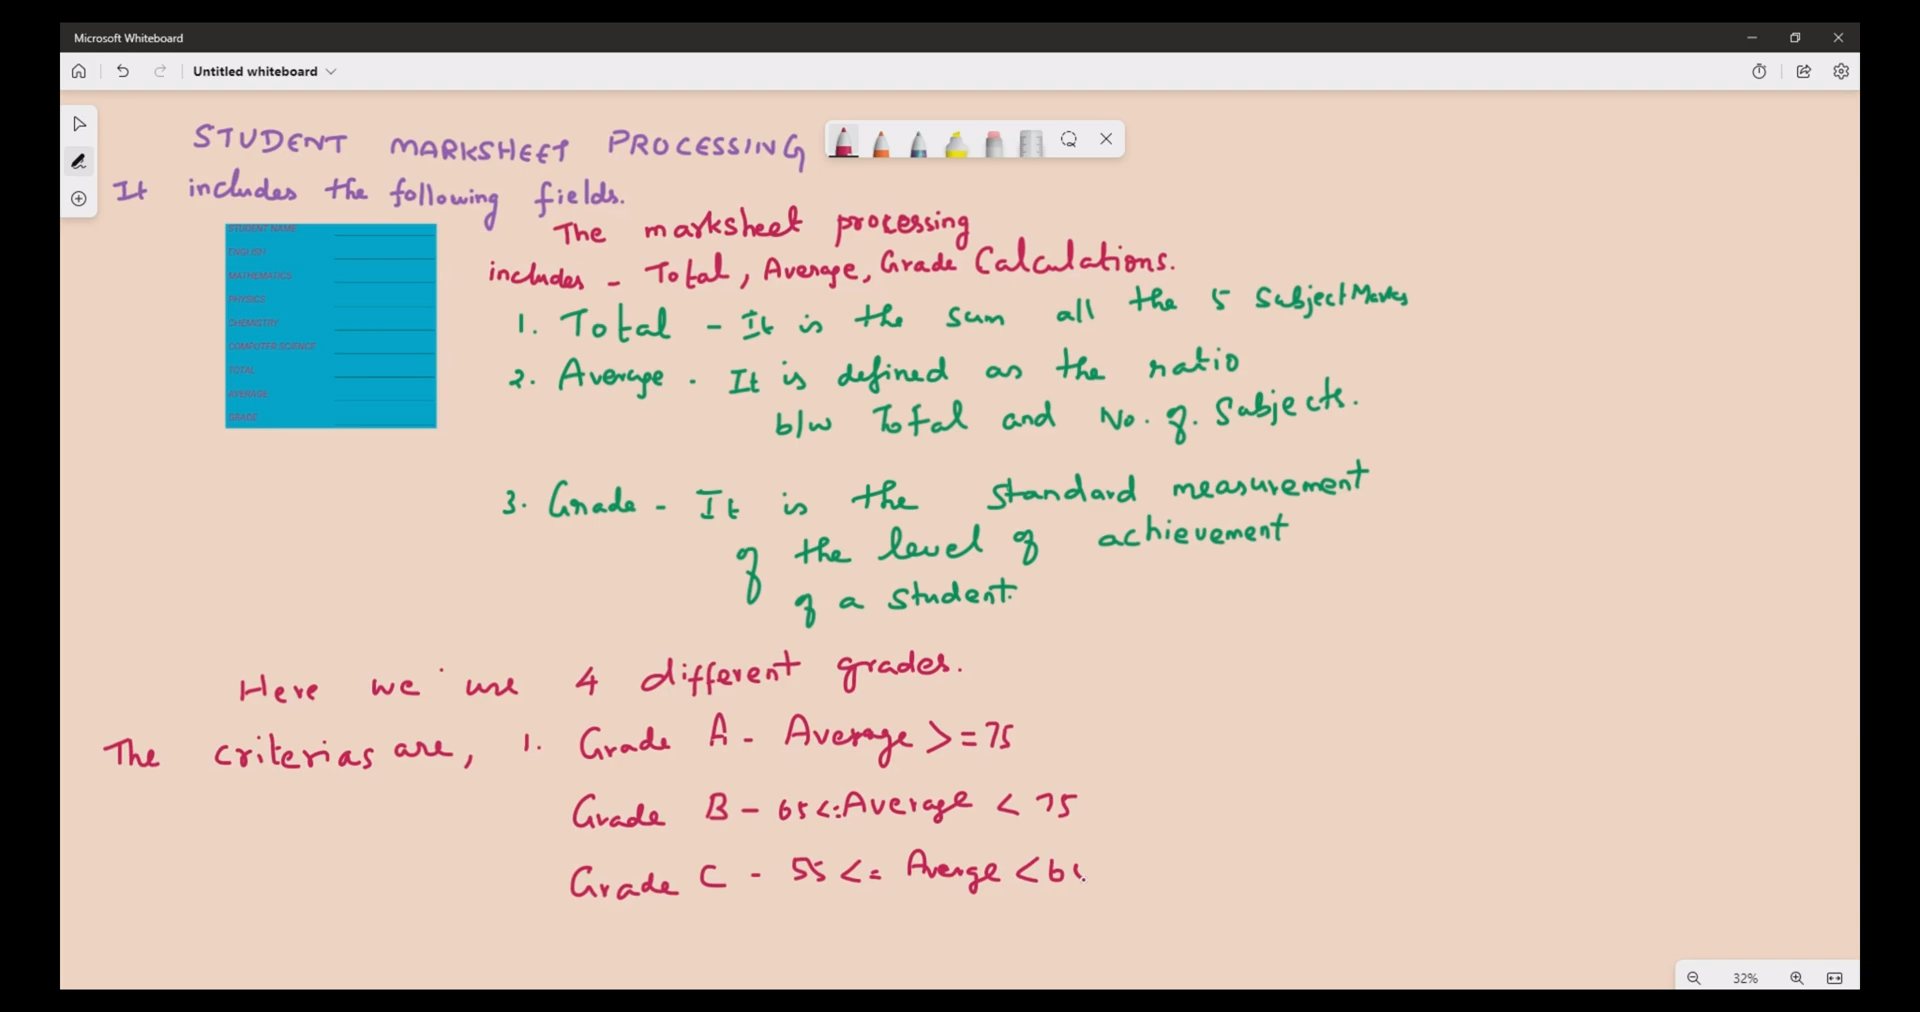 Microsoft Whiteboard
Untitled whiteboard
STUDENT MARKSHEET PROCESSING
It includes the following fields.
STUDENT NAME
ENGLISH
MATHEMATICS
PHYSICS
CHEMISTRY
COMPUTER SCIENCE
TOTAL
AVERAGE
GRADE
The marksheet processing
includes - Total, Average, Grade Calculations.
1. Total - It is the sum all the 5 Subject Marks
2. Average - It is defined as the ratio
b/w Total and No. of. Subjects.
3. Grade - It is the standard measurement
of the level of achievement
of a student.
Here we use 4 different grades.
The criterias are, 1. Grade A - Average >= 75
Grade B - 65 <= Average < 75
Grade C - 55 <= Average < 6
32%